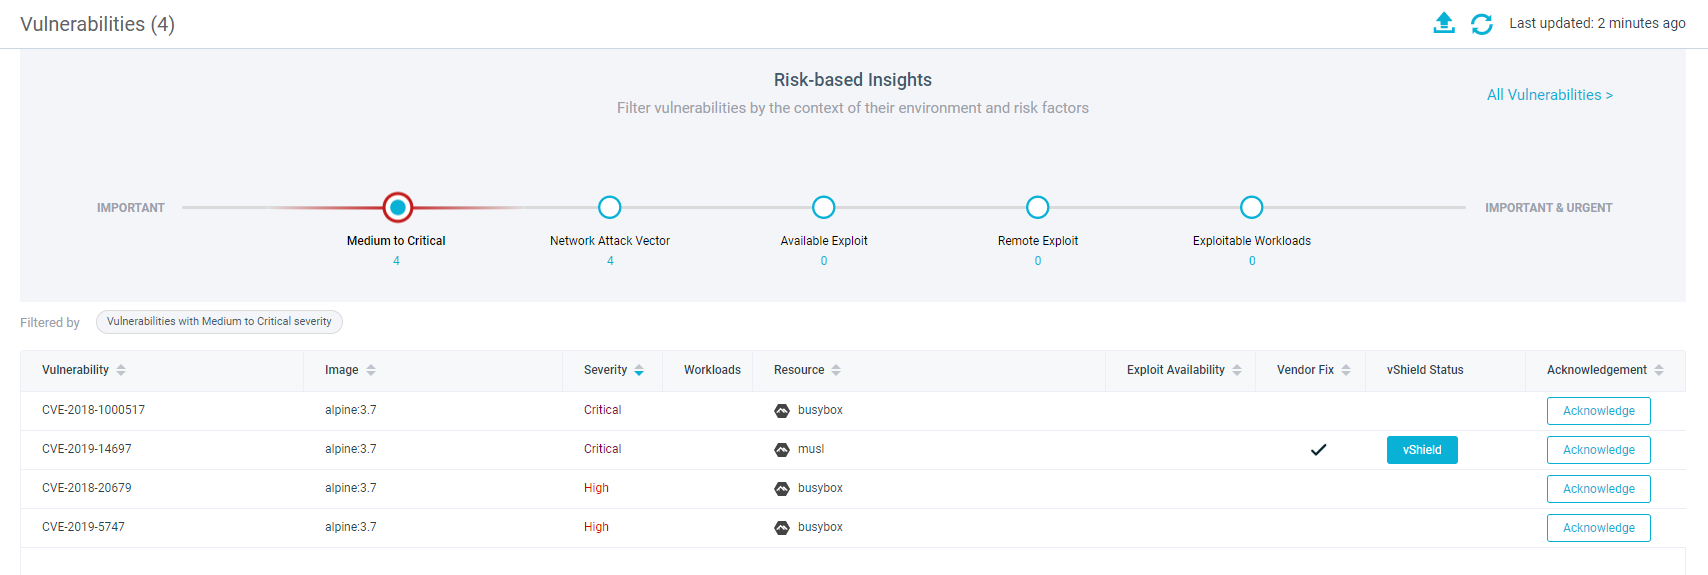 Vulnerabilities (4)
Last updated: 2 minutes ago
Risk-based Insights
Filter vulnerabilities by the context of their environment and risk factors
All Vulnerabilities >
IMPORTANT
IMPORTANT & URGENT
Medium to Critical
Network Attack Vector
Available Exploit
Remote Exploit
Exploitable Workloads
4
4
0
0
0
Filtered by Vulnerabilities with Medium to Critical severity
Vulnerability Image Severity Workloads Resource Exploit Availability Vendor Fix vShield Status Acknowledgement
CVE-2018-1000517 alpine:3.7 Critical busybox Acknowledge
CVE-2019-14697 alpine:3.7 Critical musl vShield Acknowledge
CVE-2018-20679 alpine:3.7 High busybox Acknowledge
CVE-2019-5747 alpine:3.7 High busybox Acknowledge